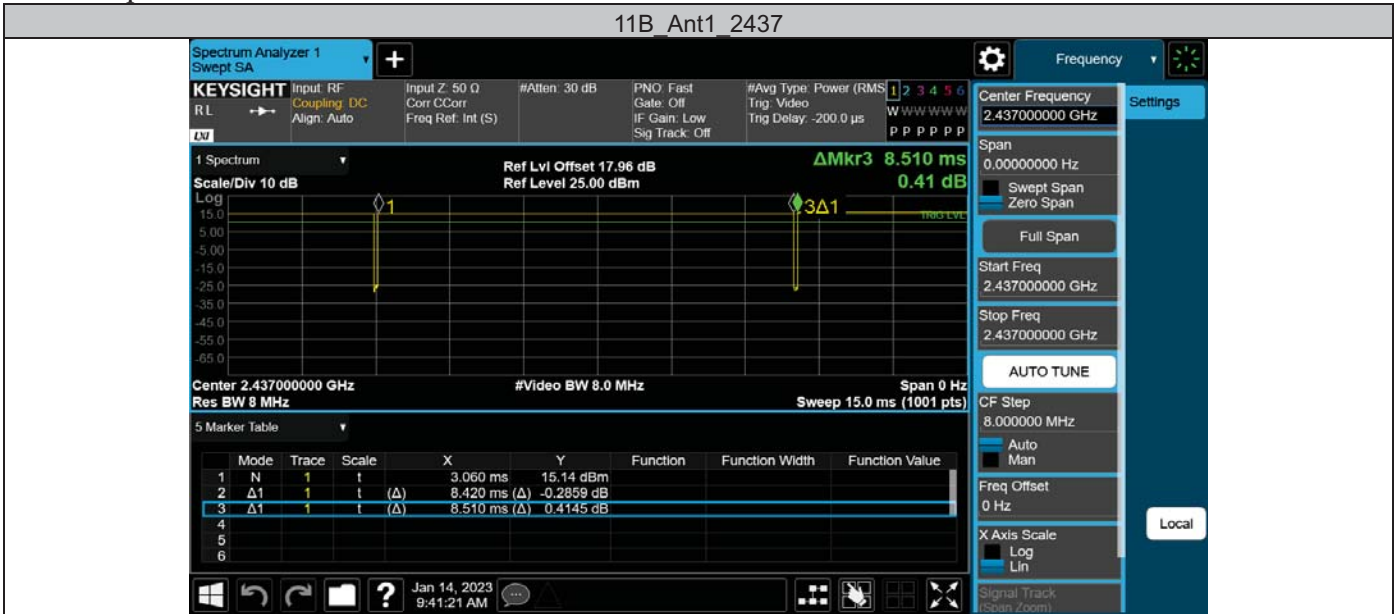 11B_Ant1_2437
Spectrum Analyzer 1
Swept SA
+
Frequency
KEYSIGHT
RL
LXI
Input: RF
Coupling: DC
Align: Auto
Input Z: 50 Ω
Corr CCorr
Freq Ref: Int (S)
#Atten: 30 dB
PNO: Fast
Gate: Off
IF Gain: Low
Sig Track: Off
#Avg Type: Power (RMS
Trig: Video
Trig Delay: -200.0 µs
1 2 3 4 5 6
W W W W W W
P P P P P P
1 Spectrum
Scale/Div 10 dB
Ref Lvl Offset 17.96 dB
Ref Level 25.00 dBm
ΔMkr3 8.510 ms
0.41 dB
Log
15.0
5.00
-5.00
-15.0
-25.0
-35.0
-45.0
-55.0
-65.0
1
3Δ1
TRIG LVL
Center 2.437000000 GHz
Res BW 8 MHz
#Video BW 8.0 MHz
Span 0 Hz
Sweep 15.0 ms (1001 pts)
5 Marker Table
Mode Trace Scale X Y Function Function Width Function Value
1 N 1 t 3.060 ms 15.14 dBm
2 Δ1 1 t (Δ) 8.420 ms (Δ) -0.2859 dB
3 Δ1 1 t (Δ) 8.510 ms (Δ) 0.4145 dB
4
5
6
?
Jan 14, 2023
9:41:21 AM
Center Frequency
2.437000000 GHz
Settings
Span
0.00000000 Hz
Swept Span
Zero Span
Full Span
Start Freq
2.437000000 GHz
Stop Freq
2.437000000 GHz
AUTO TUNE
CF Step
8.000000 MHz
Auto
Man
Freq Offset
0 Hz
X Axis Scale
Log
Lin
Local
Signal Track
(Span Zoom)